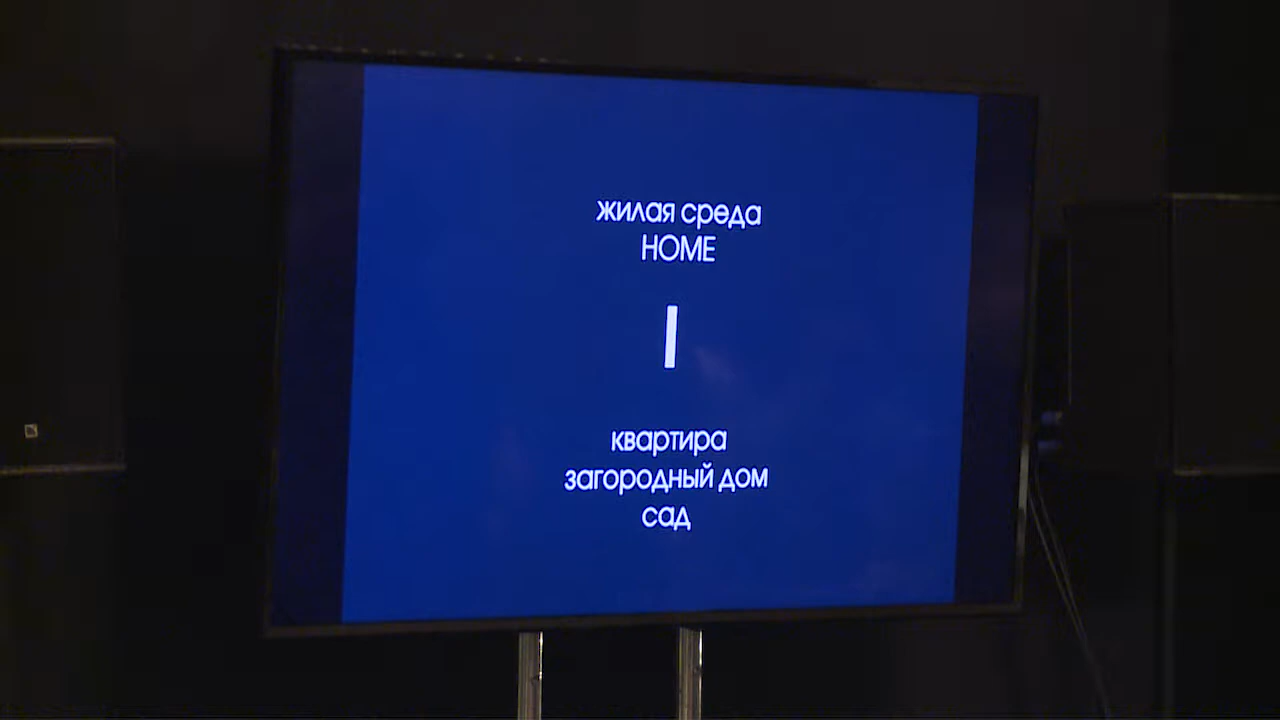 жилая среда
HOME
квартира
загородный дом
сад